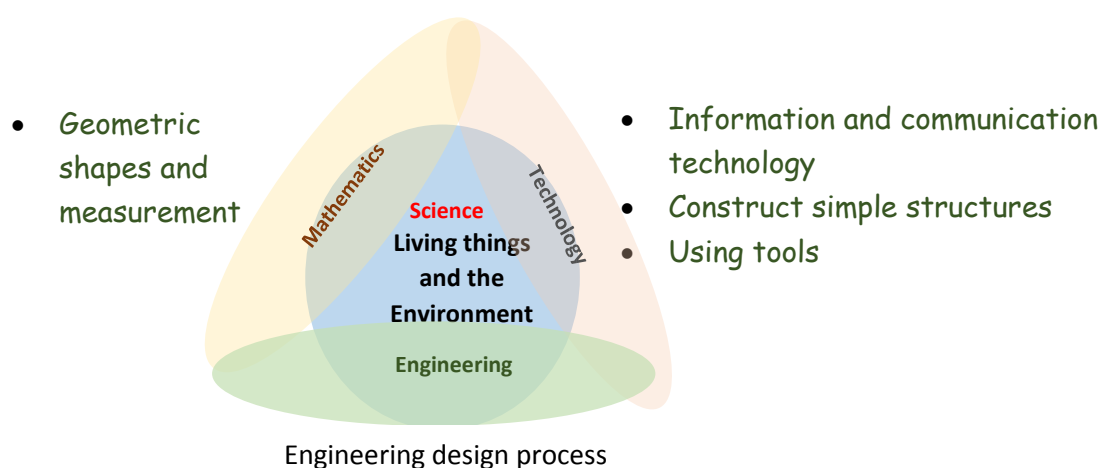 • Geometric
shapes and
measurement
Mathematics
Science
Living things
and the
Environment
Engineering
Technology
• Information and communication
technology
• Construct simple structures
• Using tools
Engineering design process